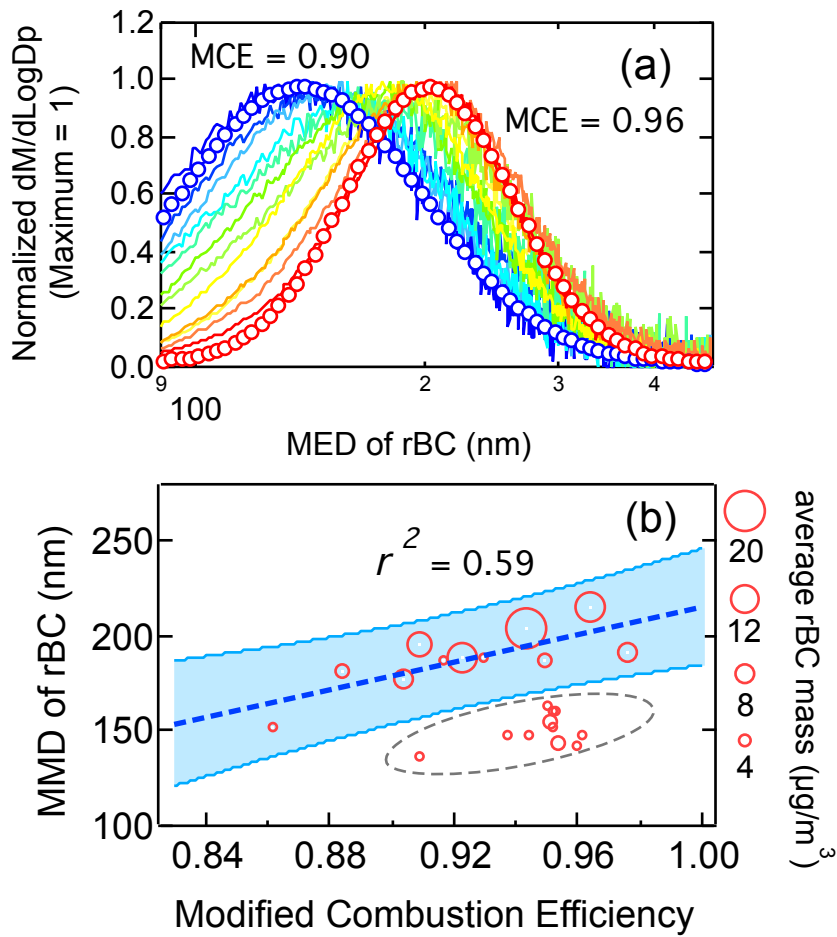 Normalized dM/dLogDp
(Maximum = 1)
1.2
1.0
0.8
0.6
0.4
0.2
0.0
MCE = 0.90
(a)
MCE = 0.96
9
100
2
3
4
MED of rBC (nm)
MMD of rBC (nm)
250
200
150
100
(b)
r² = 0.59
0.84
0.88
0.92
0.96
1.00
Modified Combustion Efficiency
20
12
8
4
average rBC mass (µg/m³)